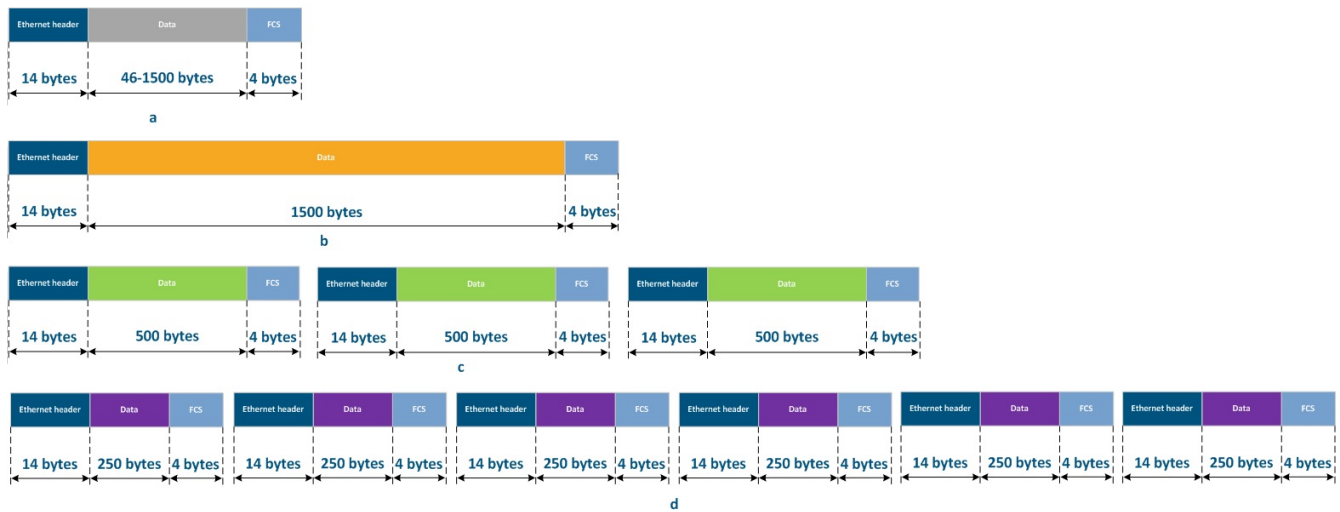 Ethernet header Data FCS
14 bytes 46-1500 bytes 4 bytes
a
Ethernet header Data FCS
14 bytes 1500 bytes 4 bytes
b
Ethernet header Data FCS Ethernet header Data FCS Ethernet header Data FCS
14 bytes 500 bytes 4 bytes 14 bytes 500 bytes 4 bytes 14 bytes 500 bytes 4 bytes
c
Ethernet header Data FCS Ethernet header Data FCS Ethernet header Data FCS Ethernet header Data FCS Ethernet header Data FCS Ethernet header Data FCS
14 bytes 250 bytes 4 bytes 14 bytes 250 bytes 4 bytes 14 bytes 250 bytes 4 bytes 14 bytes 250 bytes 4 bytes 14 bytes 250 bytes 4 bytes 14 bytes 250 bytes 4 bytes
d